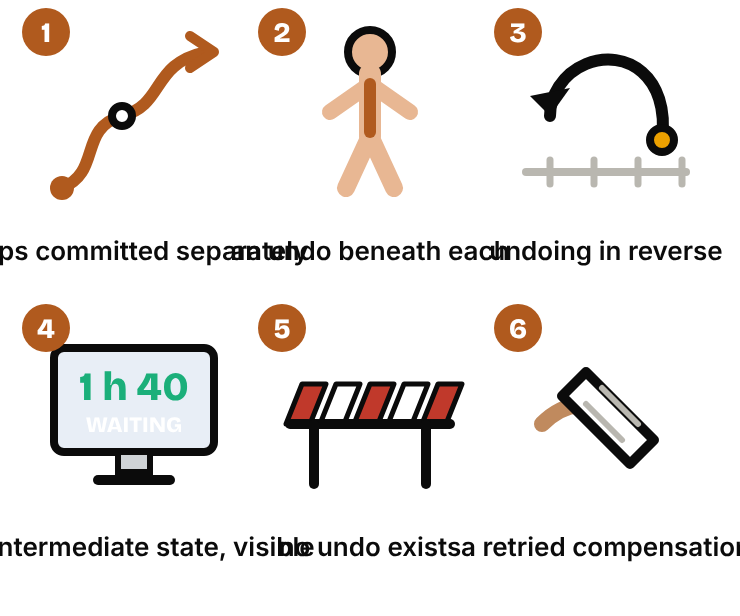 1
2
3
ps committed separately
an undo beneath each
undoing in reverse
4
5
6
1 h 40
WAITING
ntermediate state, visible
no undo exists
a retried compensation